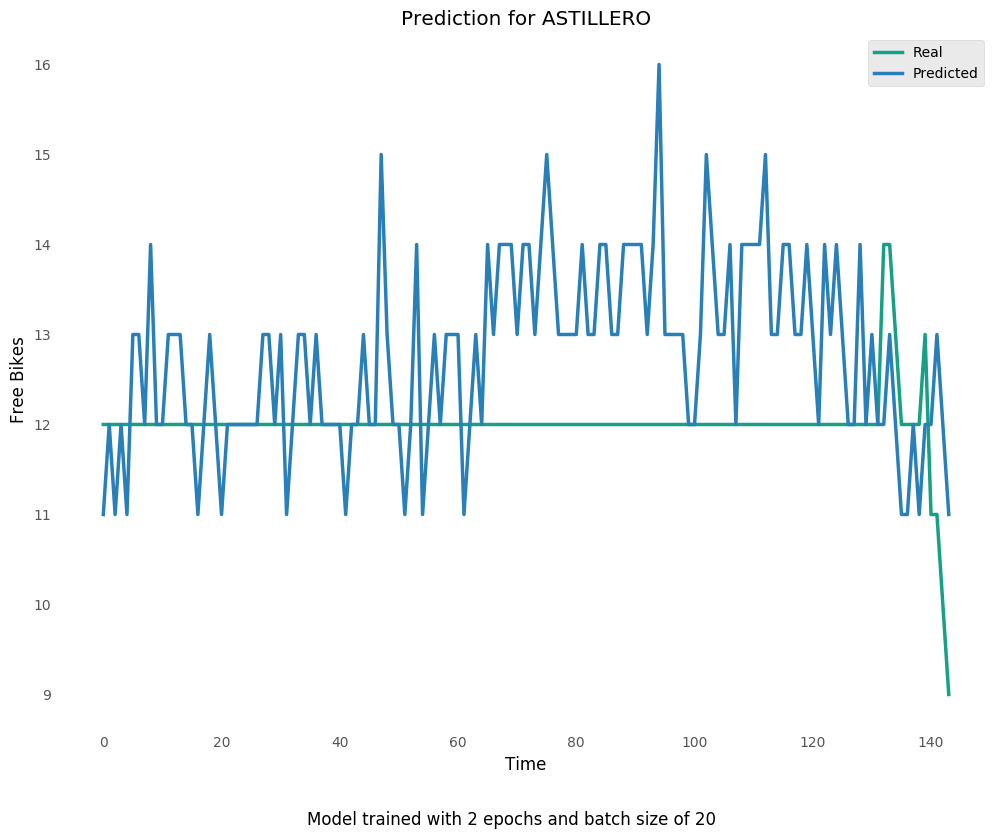 Prediction for ASTILLERO
Real
Predicted
16
15
14
13
12
11
10
9
Free Bikes
0 20 40 60 80 100 120 140
Time
Model trained with 2 epochs and batch size of 20